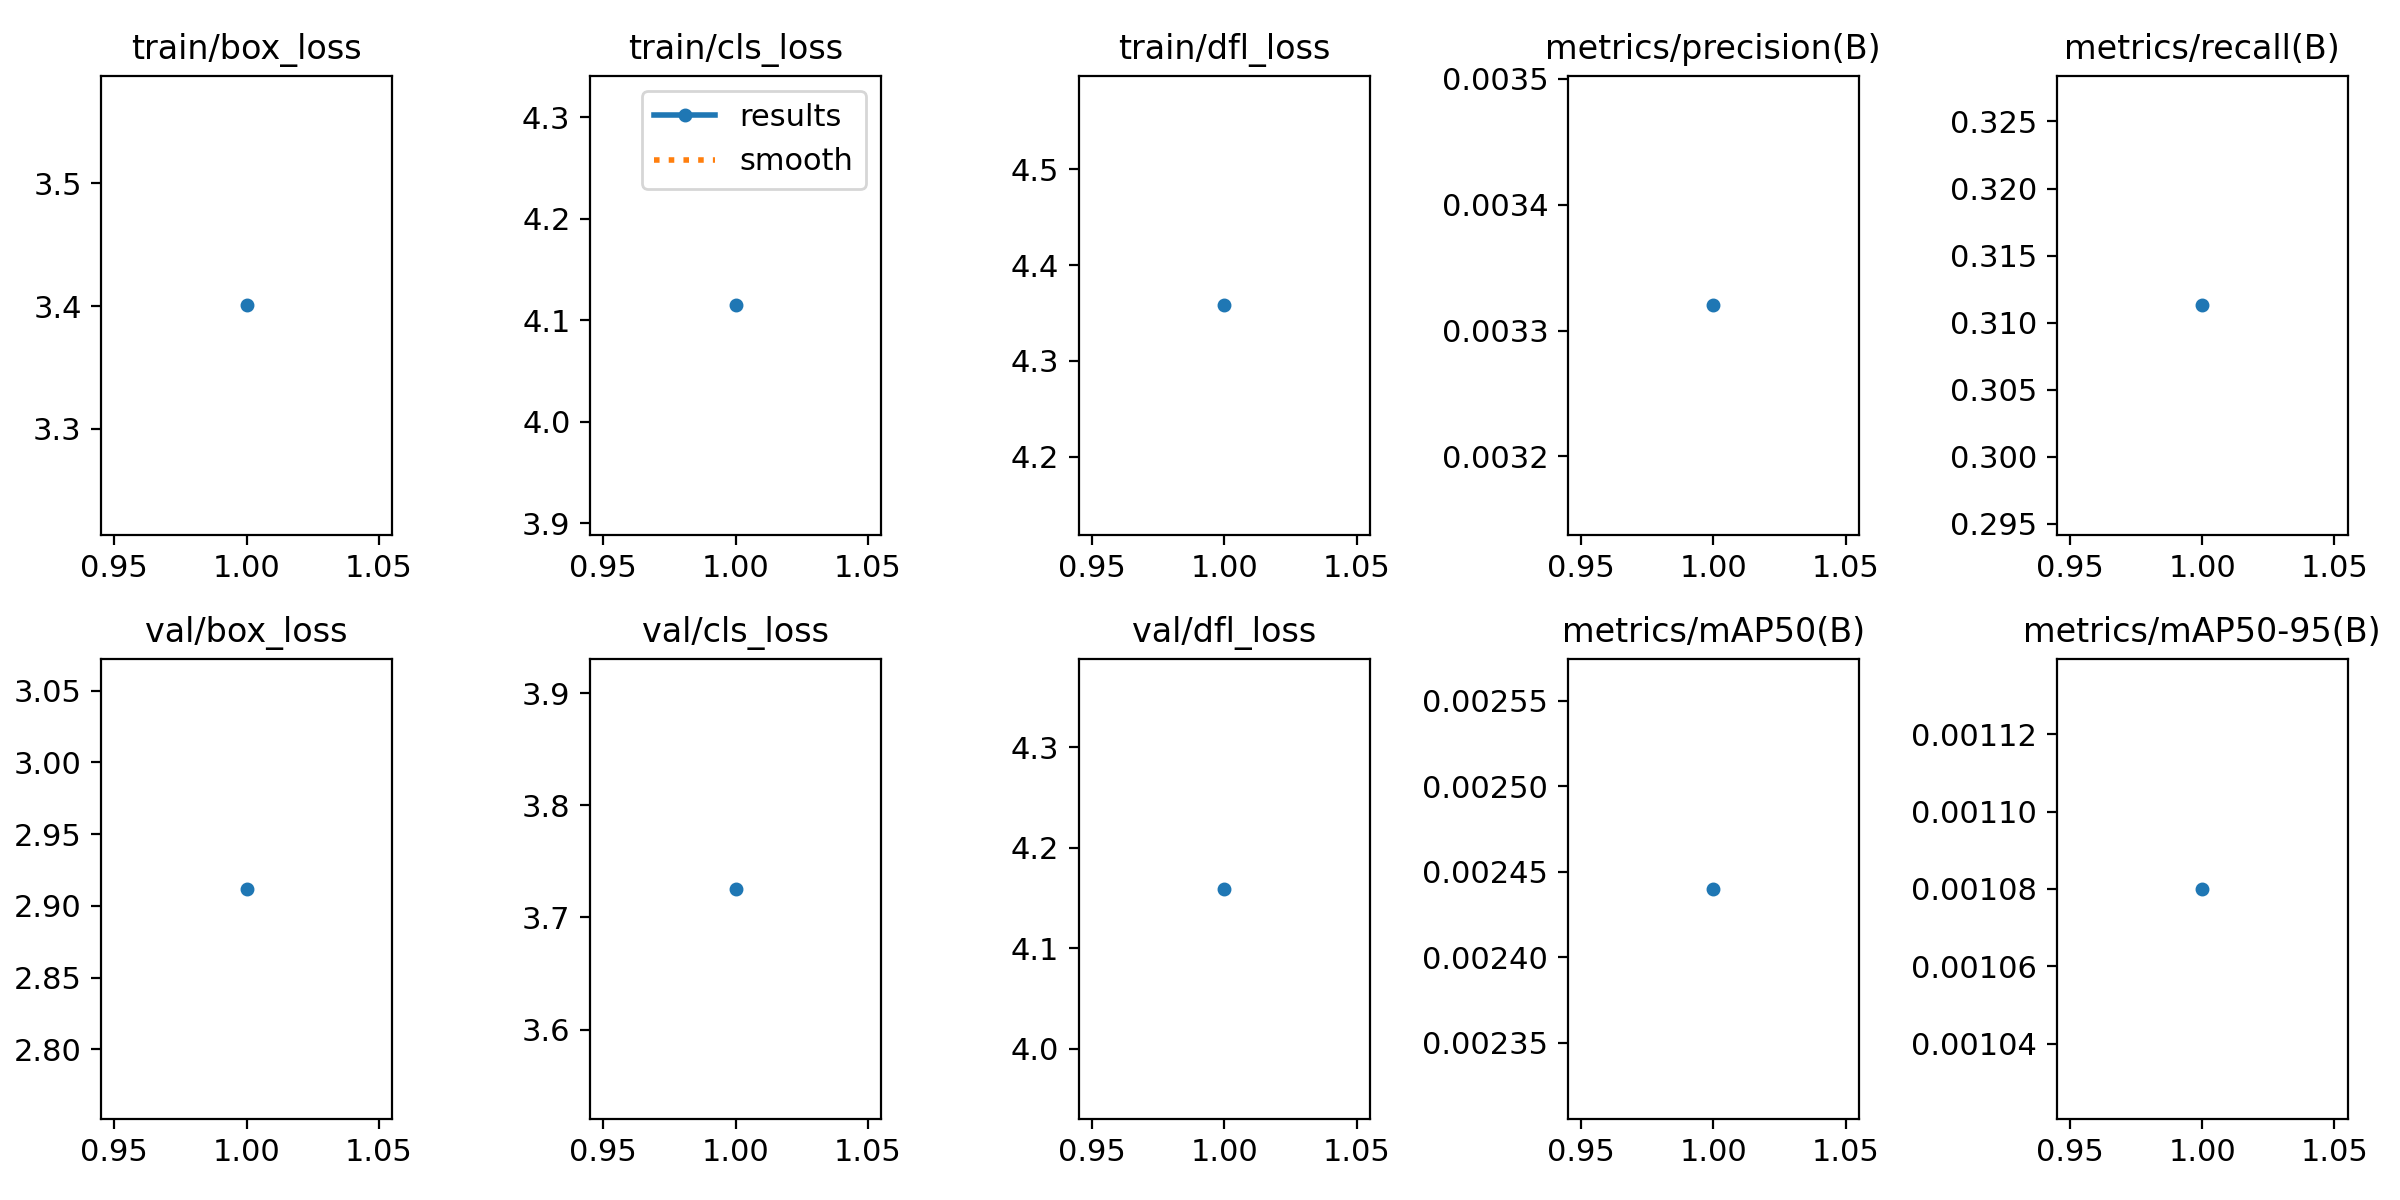 train/box_loss
3.5
3.4
3.3
0.95 1.00 1.05
train/cls_loss
results
smooth
4.3
4.2
4.1
4.0
3.9
0.95 1.00 1.05
train/dfl_loss
4.5
4.4
4.3
4.2
0.95 1.00 1.05
metrics/precision(B)
0.0035
0.0034
0.0033
0.0032
0.95 1.00 1.05
metrics/recall(B)
0.325
0.320
0.315
0.310
0.305
0.300
0.295
0.95 1.00 1.05
val/box_loss
3.05
3.00
2.95
2.90
2.85
2.80
0.95 1.00 1.05
val/cls_loss
3.9
3.8
3.7
3.6
0.95 1.00 1.05
val/dfl_loss
4.3
4.2
4.1
4.0
0.95 1.00 1.05
metrics/mAP50(B)
0.00255
0.00250
0.00245
0.00240
0.00235
0.95 1.00 1.05
metrics/mAP50-95(B)
0.00112
0.00110
0.00108
0.00106
0.00104
0.95 1.00 1.05